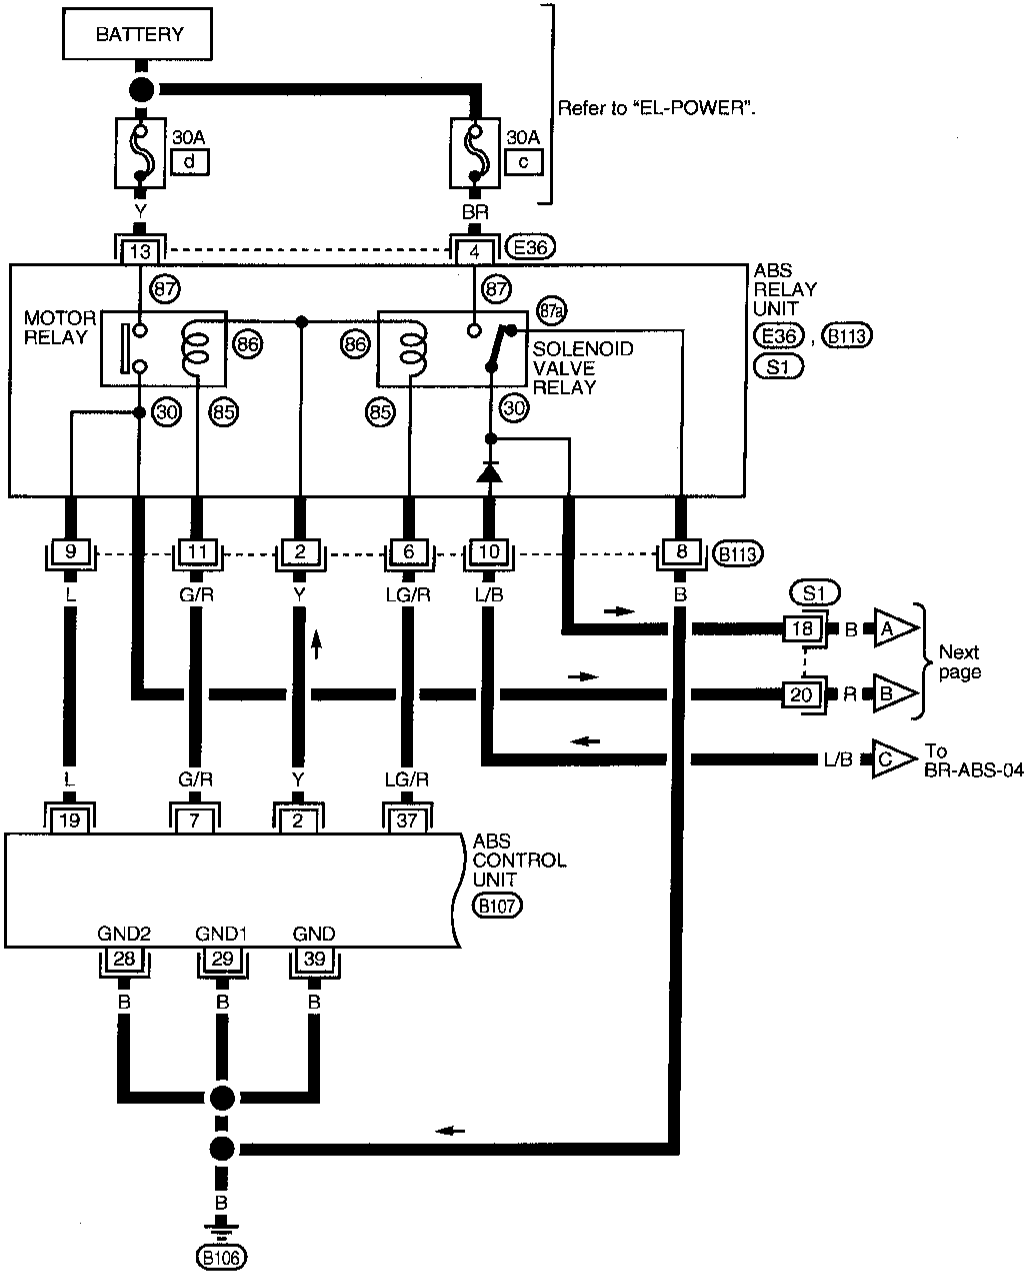 BATTERY
Refer to "EL-POWER".
30A
d
30A
c
Y
BR
13
4
E36
87
87
87a
ABS
RELAY
UNIT
E36 , B113
S1
MOTOR
RELAY
86
86
SOLENOID
VALVE
RELAY
30
85
85
30
9
11
2
6
10
8
B113
L
G/R
Y
LG/R
L/B
B
S1
18
B
A
Next
page
20
R
B
L/B
C
To
BR-ABS-04
L
G/R
Y
LG/R
19
7
2
37
ABS
CONTROL
UNIT
B107
GND2
GND1
GND
28
29
39
B
B
B
B
B106